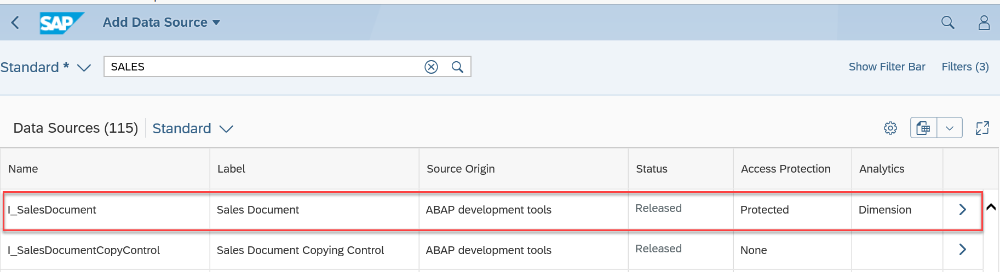 SAP Add Data Source
Standard * SALES Show Filter Bar Filters (3)
Data Sources (115) Standard
Name Label Source Origin Status Access Protection Analytics
I_SalesDocument Sales Document ABAP development tools Released Protected Dimension
I_SalesDocumentCopyControl Sales Document Copying Control ABAP development tools Released None